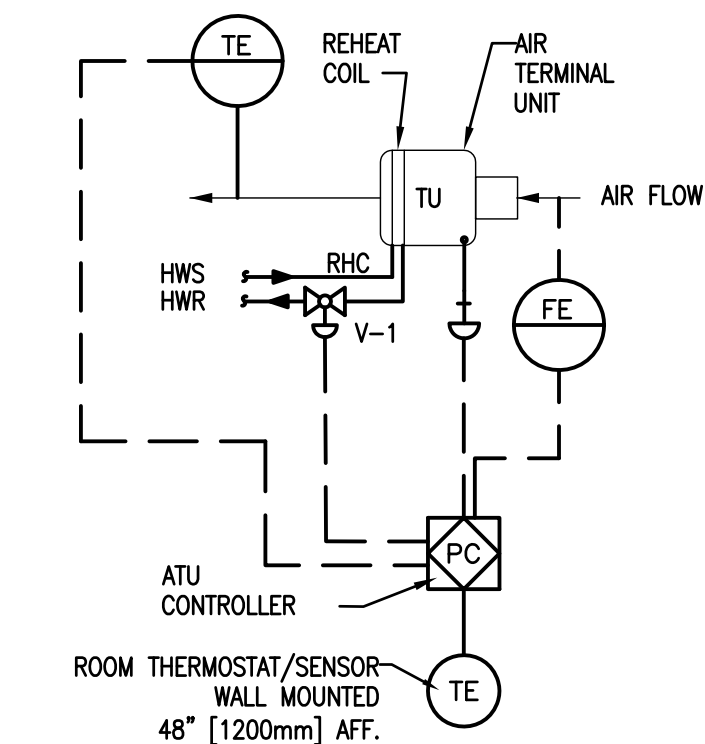 TE
REHEAT
COIL
AIR
TERMINAL
UNIT
TU
AIR FLOW
RHC
HWS
HWR
V-1
FE
PC
ATU
CONTROLLER
ROOM THERMOSTAT/SENSOR
WALL MOUNTED
48" [1200mm] AFF.
TE